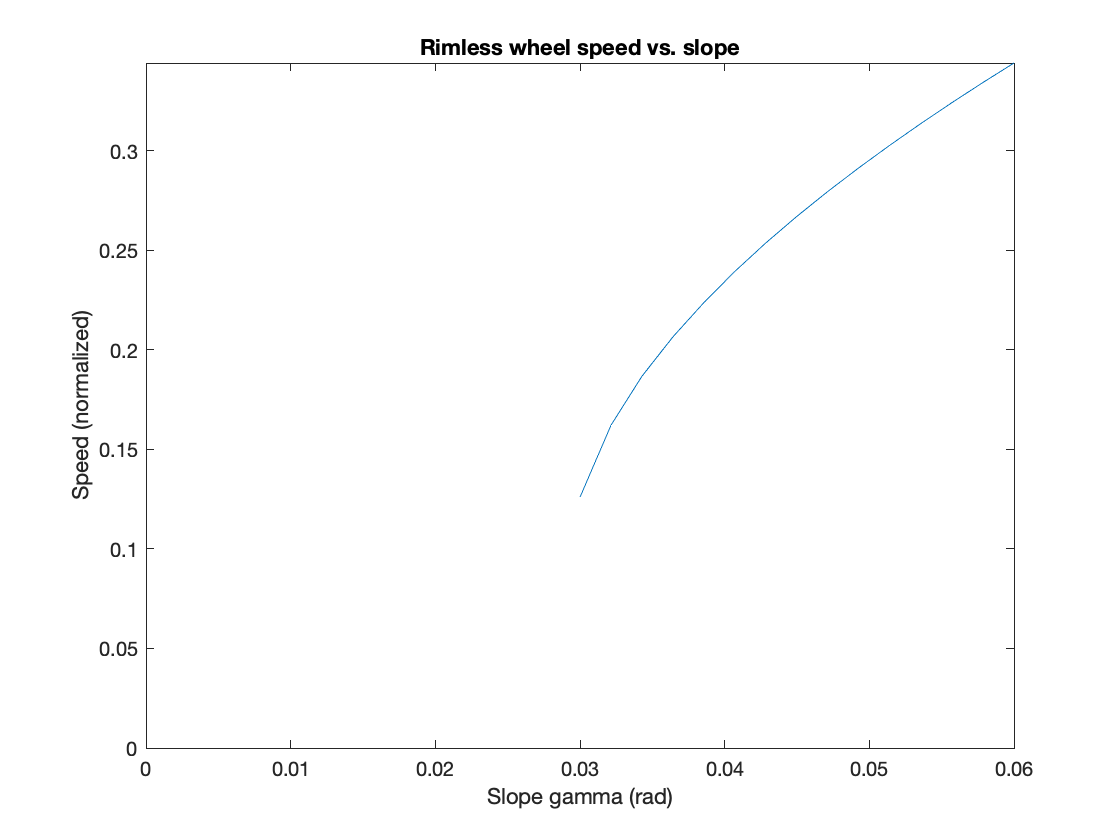 Rimless wheel speed vs. slope
Speed (normalized)
0.3
0.25
0.2
0.15
0.1
0.05
0
0 0.01 0.02 0.03 0.04 0.05 0.06
Slope gamma (rad)